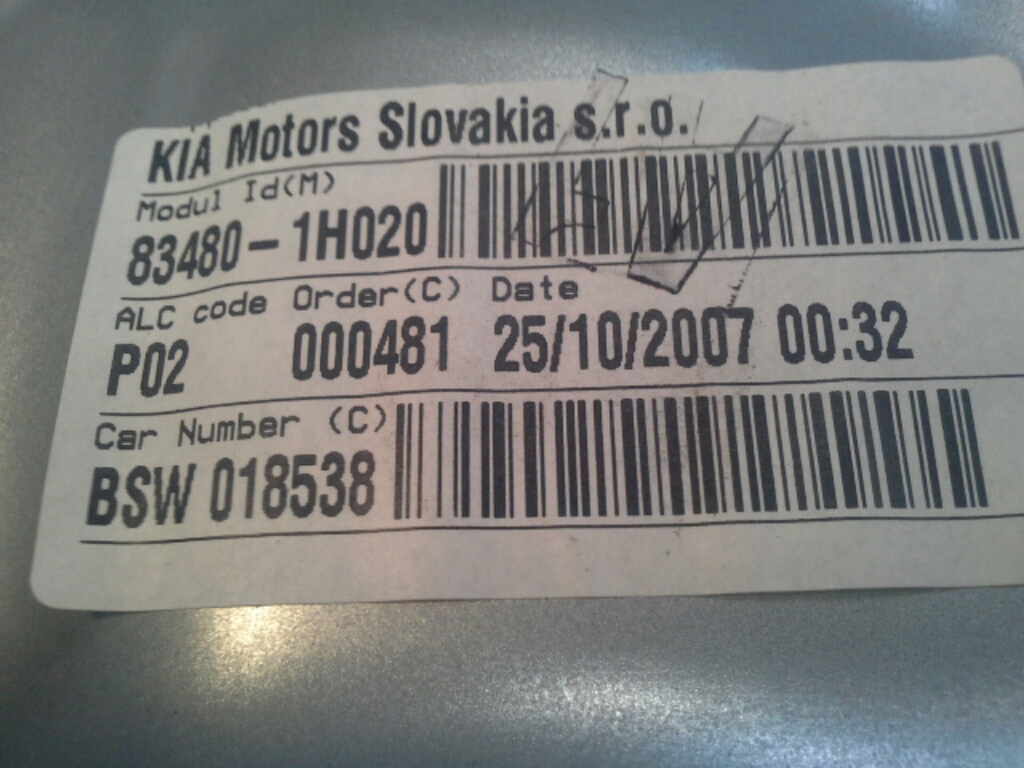 KIA Motors Slovakia s.r.o.
Modul Id(M)
83480-1H020
ALC code Order(C) Date
P02 000481 25/10/2007 00:32
Car Number (C)
BSW 018538